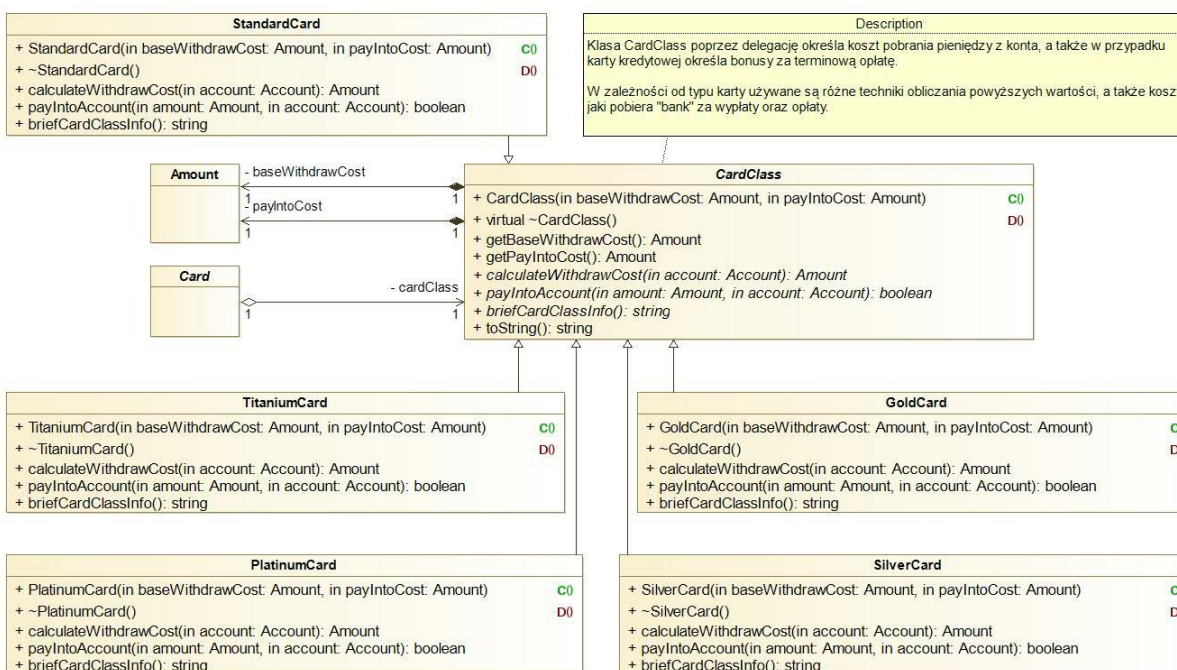 StandardCard
+ StandardCard(in baseWithdrawCost: Amount, in payIntoCost: Amount) C()
+ ~StandardCard() D()
+ calculateWithdrawCost(in account: Account): Amount
+ payIntoAccount(in amount: Amount, in account: Account): boolean
+ briefCardClassInfo(): string
Description
Klasa CardClass poprzez delegację określa koszt pobrania pieniędzy z konta, a także w przypadku
karty kredytowej określa bonusy za terminową opłatę.
W zależności od typu karty używane są różne techniki obliczania powyższych wartości, a także kosz
jaki pobiera "bank" za wypłaty oraz opłaty.
Amount
- baseWithdrawCost
1 1
- payIntoCost
1 1
Card
- cardClass
1 1
CardClass
+ CardClass(in baseWithdrawCost: Amount, in payIntoCost: Amount) C()
+ virtual ~CardClass() D()
+ getBaseWithdrawCost(): Amount
+ getPayIntoCost(): Amount
+ calculateWithdrawCost(in account: Account): Amount
+ payIntoAccount(in amount: Amount, in account: Account): boolean
+ briefCardClassInfo(): string
+ toString(): string
TitaniumCard
+ TitaniumCard(in baseWithdrawCost: Amount, in payIntoCost: Amount) C()
+ ~TitaniumCard() D()
+ calculateWithdrawCost(in account: Account): Amount
+ payIntoAccount(in amount: Amount, in account: Account): boolean
+ briefCardClassInfo(): string
GoldCard
+ GoldCard(in baseWithdrawCost: Amount, in payIntoCost: Amount) C
+ ~GoldCard() D
+ calculateWithdrawCost(in account: Account): Amount
+ payIntoAccount(in amount: Amount, in account: Account): boolean
+ briefCardClassInfo(): string
PlatinumCard
+ PlatinumCard(in baseWithdrawCost: Amount, in payIntoCost: Amount) C()
+ ~PlatinumCard() D()
+ calculateWithdrawCost(in account: Account): Amount
+ payIntoAccount(in amount: Amount, in account: Account): boolean
+ briefCardClassInfo(): string
SilverCard
+ SilverCard(in baseWithdrawCost: Amount, in payIntoCost: Amount) C
+ ~SilverCard() D
+ calculateWithdrawCost(in account: Account): Amount
+ payIntoAccount(in amount: Amount, in account: Account): boolean
+ briefCardClassInfo(): string